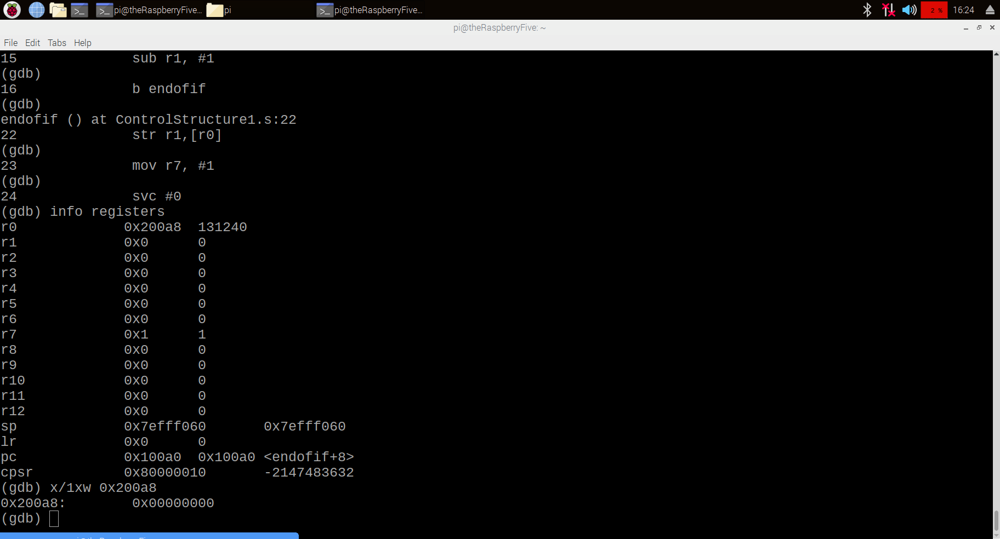 pi@theRaspberryFive... pi pi@theRaspberryFive... 2 % 16:24
pi@theRaspberryFive: ~
File Edit Tabs Help
15 sub r1, #1
(gdb)
16 b endofif
(gdb)
endofif () at ControlStructure1.s:22
22 str r1,[r0]
(gdb)
23 mov r7, #1
(gdb)
24 svc #0
(gdb) info registers
r0 0x200a8 131240
r1 0x0 0
r2 0x0 0
r3 0x0 0
r4 0x0 0
r5 0x0 0
r6 0x0 0
r7 0x1 1
r8 0x0 0
r9 0x0 0
r10 0x0 0
r11 0x0 0
r12 0x0 0
sp 0x7efff060 0x7efff060
lr 0x0 0
pc 0x100a0 0x100a0 <endofif+8>
cpsr 0x80000010 -2147483632
(gdb) x/1xw 0x200a8
0x200a8: 0x00000000
(gdb)